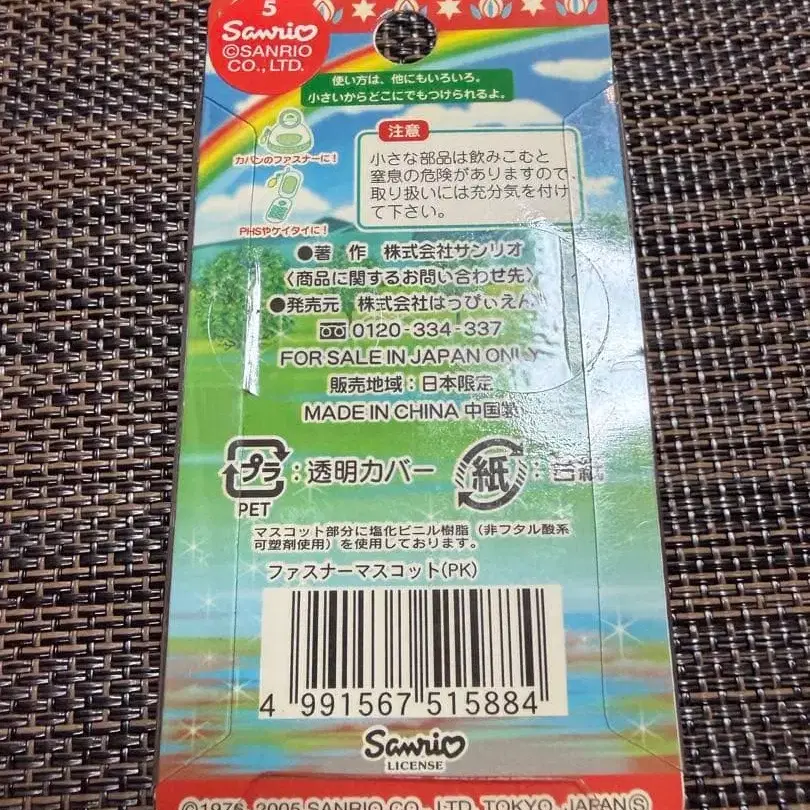 5
Sanrio
©SANRIO
CO., LTD.
使い方は、他にもいろいろ。
小さいからどこにでもつけられるよ。
カバンのファスナーに!
PHSやケイタイに!
注意
小さな部品は飲みこむと
窒息の危険がありますので、
取り扱いには充分気を付け
て下さい。
●著 作 株式会社サンリオ
〈商品に関するお問い合わせ先〉
●発売元 株式会社はっぴぃえん
0120-334-337
FOR SALE IN JAPAN ONLY
販売地域:日本限定
MADE IN CHINA 中国製
プラ:透明カバー
PET
紙:台紙
マスコット部分に塩化ビニル樹脂(非フタル酸系
可塑剤使用)を使用しております。
ファスナーマスコット(PK)
4 991567 515884
Sanrio
LICENSE
©1976, 2005 SANRIO CO., LTD. TOKYO, JAPAN Ⓢ